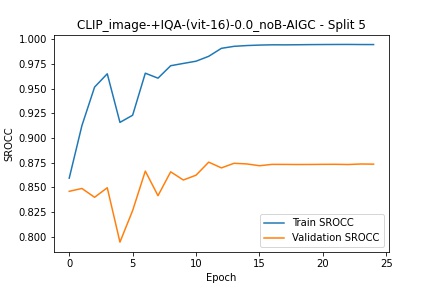 CLIP_image-+IQA-(vit-16)-0.0_noB-AIGC - Split 5
1.000
0.975
0.950
0.925
0.900
0.875
0.850
0.825
0.800
SROCC
Train SROCC
Validation SROCC
0 5 10 15 20 25
Epoch